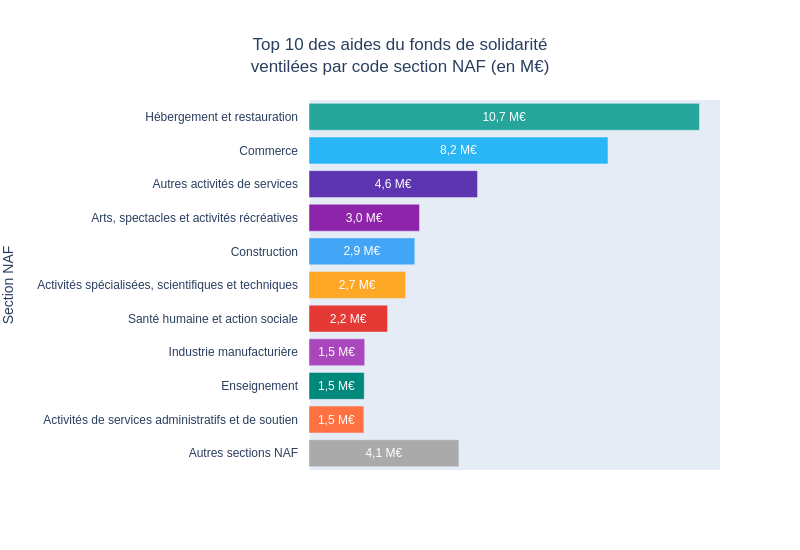 Top 10 des aides du fonds de solidarité
ventilées par code section NAF (en M€)
Section NAF
Hébergement et restauration 10,7 M€
Commerce 8,2 M€
Autres activités de services 4,6 M€
Arts, spectacles et activités récréatives 3,0 M€
Construction 2,9 M€
Activités spécialisées, scientifiques et techniques 2,7 M€
Santé humaine et action sociale 2,2 M€
Industrie manufacturière 1,5 M€
Enseignement 1,5 M€
Activités de services administratifs et de soutien 1,5 M€
Autres sections NAF 4,1 M€